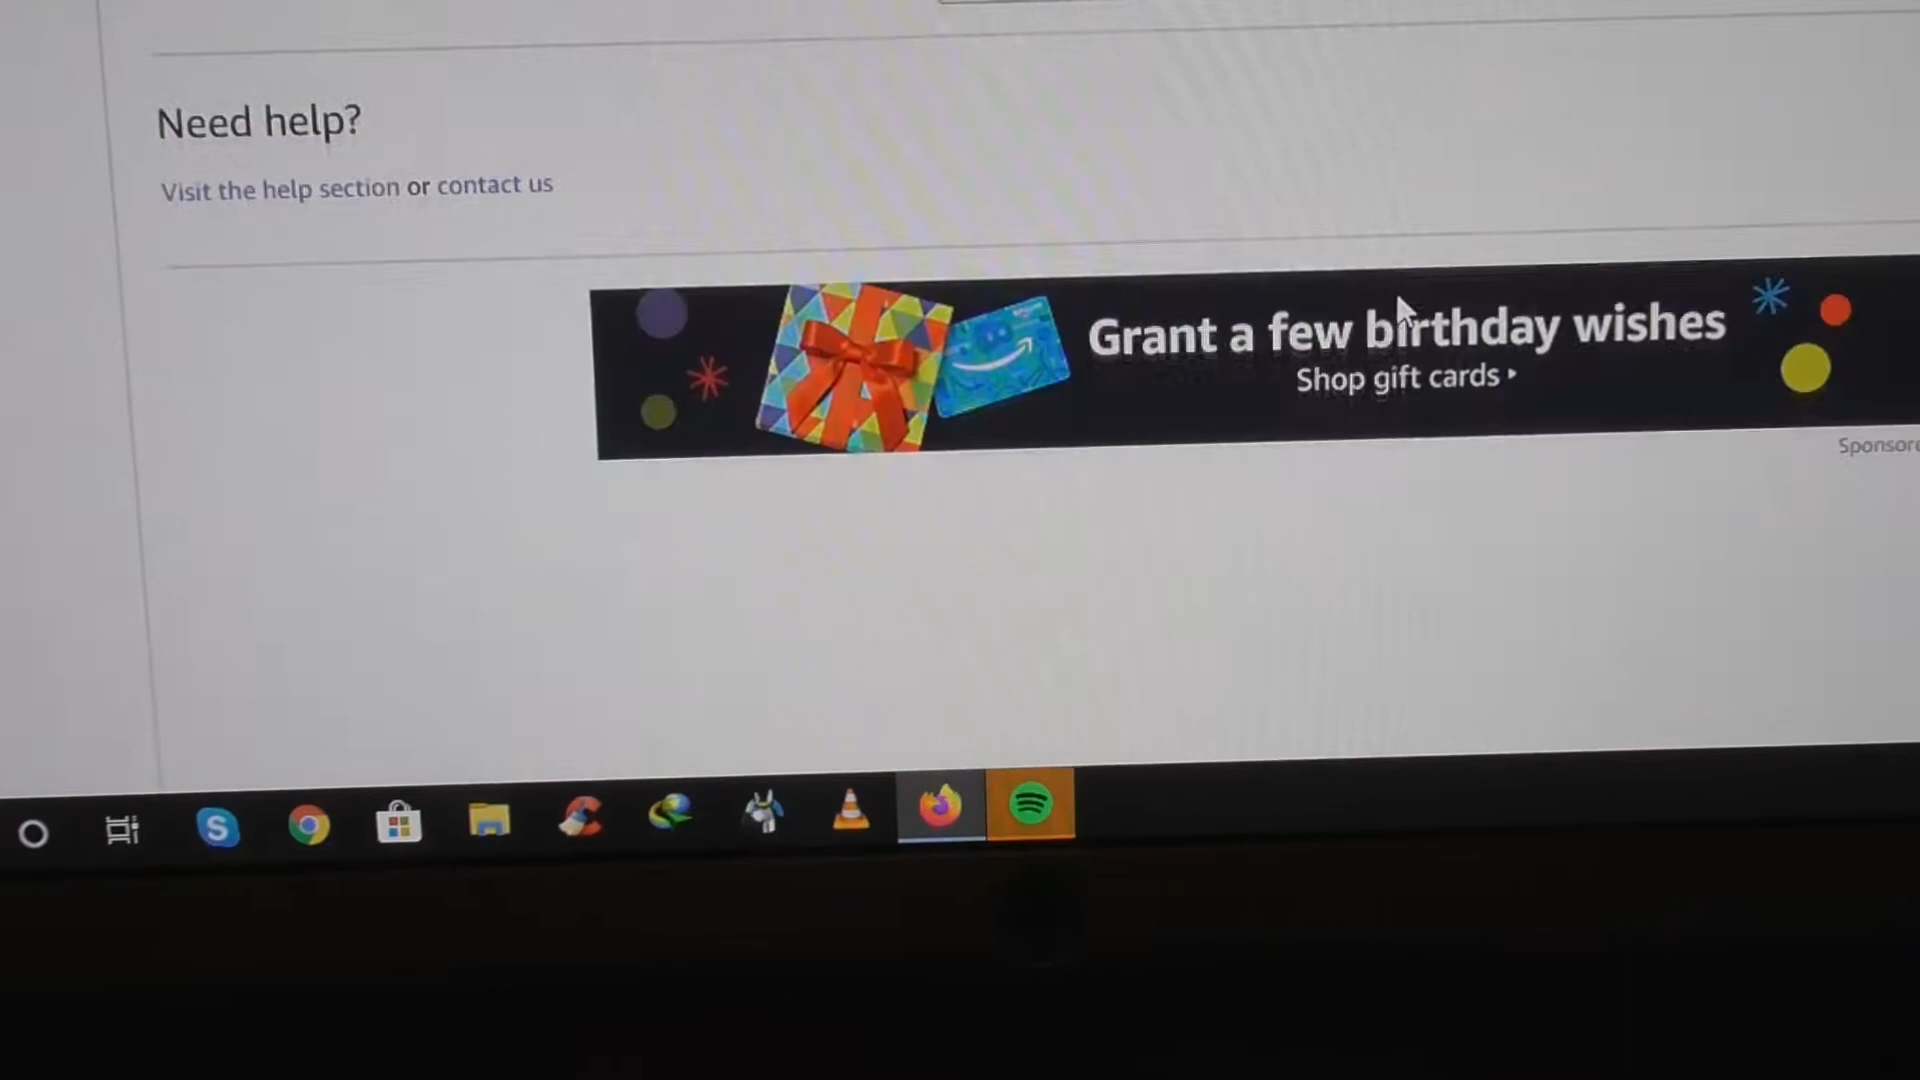 Need help?
Visit the help section or contact us
Grant a few birthday wishes
Shop gift cards